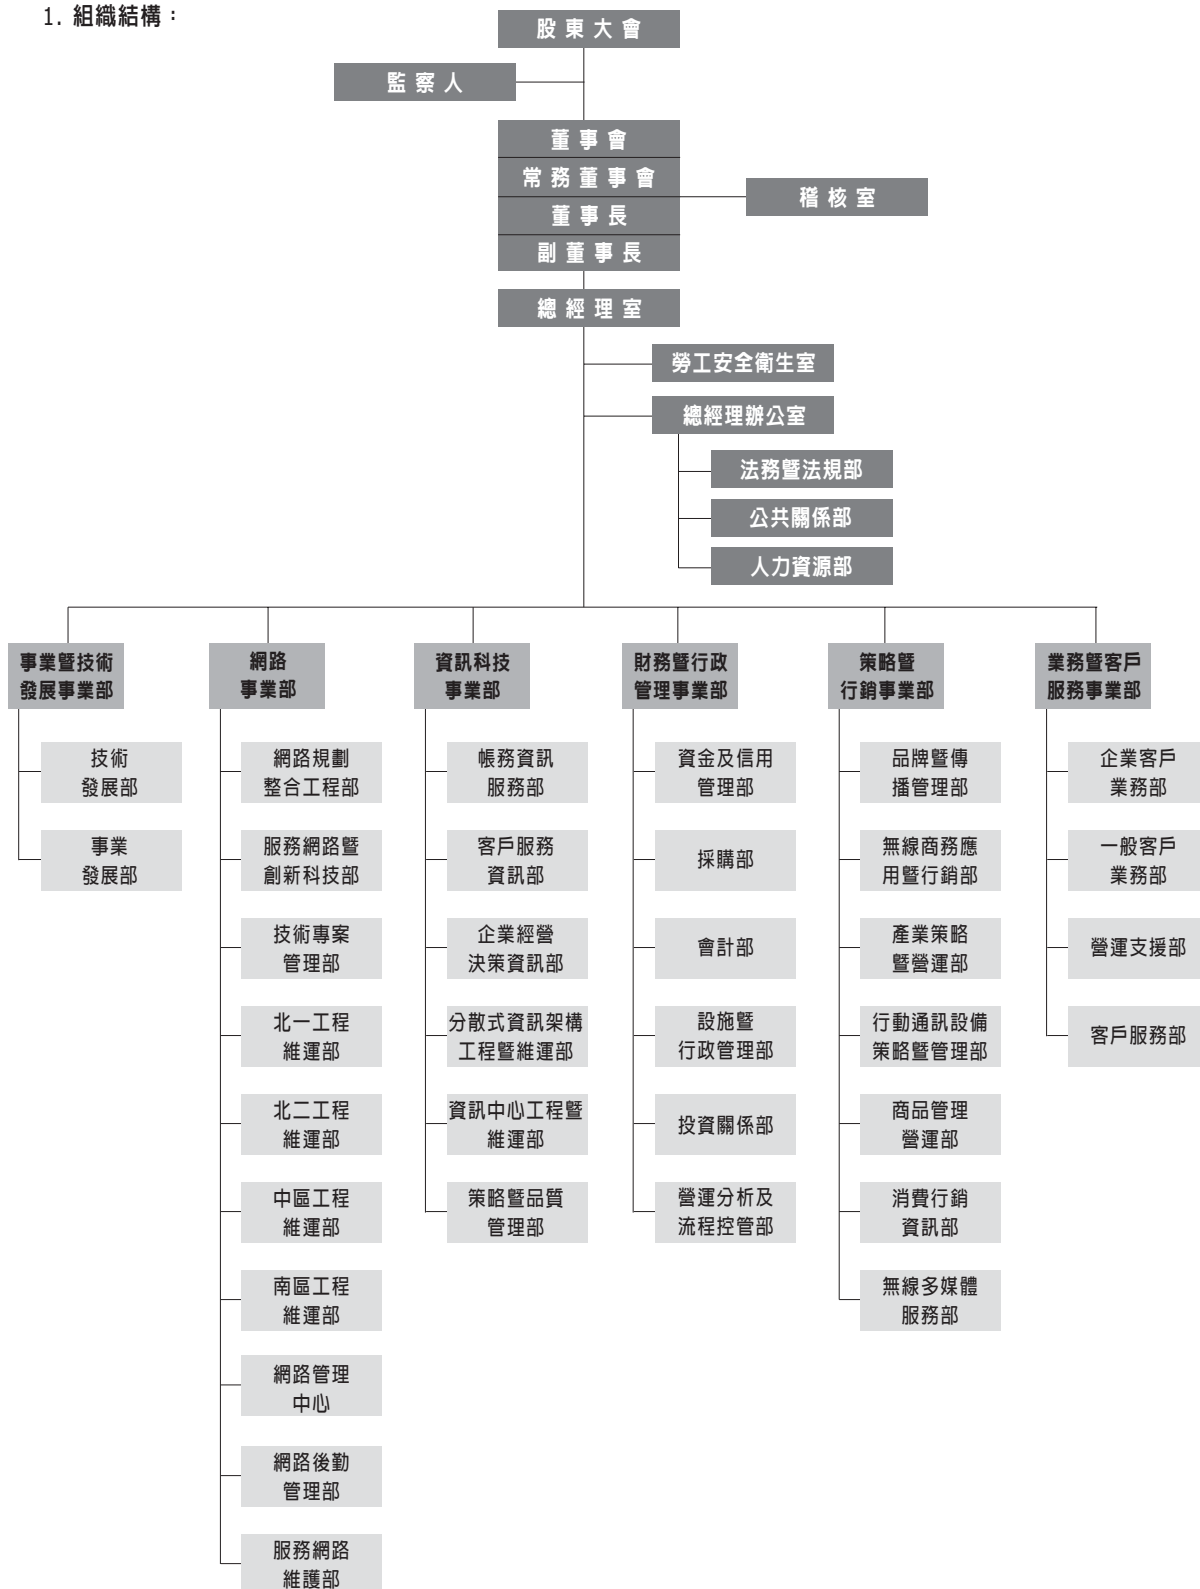 1. 組織結構：
股東大會
監察人
董事會
常務董事會
稽核室
董事長
副董事長
總經理室
勞工安全衛生室
總經理辦公室
法務暨法規部
公共關係部
人力資源部
事業暨技術
發展事業部
技術
發展部
事業
發展部
網路
事業部
網路規劃
整合工程部
服務網路暨
創新科技部
技術專案
管理部
北一工程
維運部
北二工程
維運部
中區工程
維運部
南區工程
維運部
網路管理
中心
網路後勤
管理部
服務網路
維護部
資訊科技
事業部
帳務資訊
服務部
客戶服務
資訊部
企業經營
決策資訊部
分散式資訊架構
工程暨維運部
資訊中心工程暨
維運部
策略暨品質
管理部
財務暨行政
管理事業部
資金及信用
管理部
採購部
會計部
設施暨
行政管理部
投資關係部
營運分析及
流程控管部
策略暨
行銷事業部
品牌暨傳
播管理部
無線商務應
用暨行銷部
產業策略
暨營運部
行動通訊設備
策略暨管理部
商品管理
營運部
消費行銷
資訊部
無線多媒體
服務部
業務暨客戶
服務事業部
企業客戶
業務部
一般客戶
業務部
營運支援部
客戶服務部